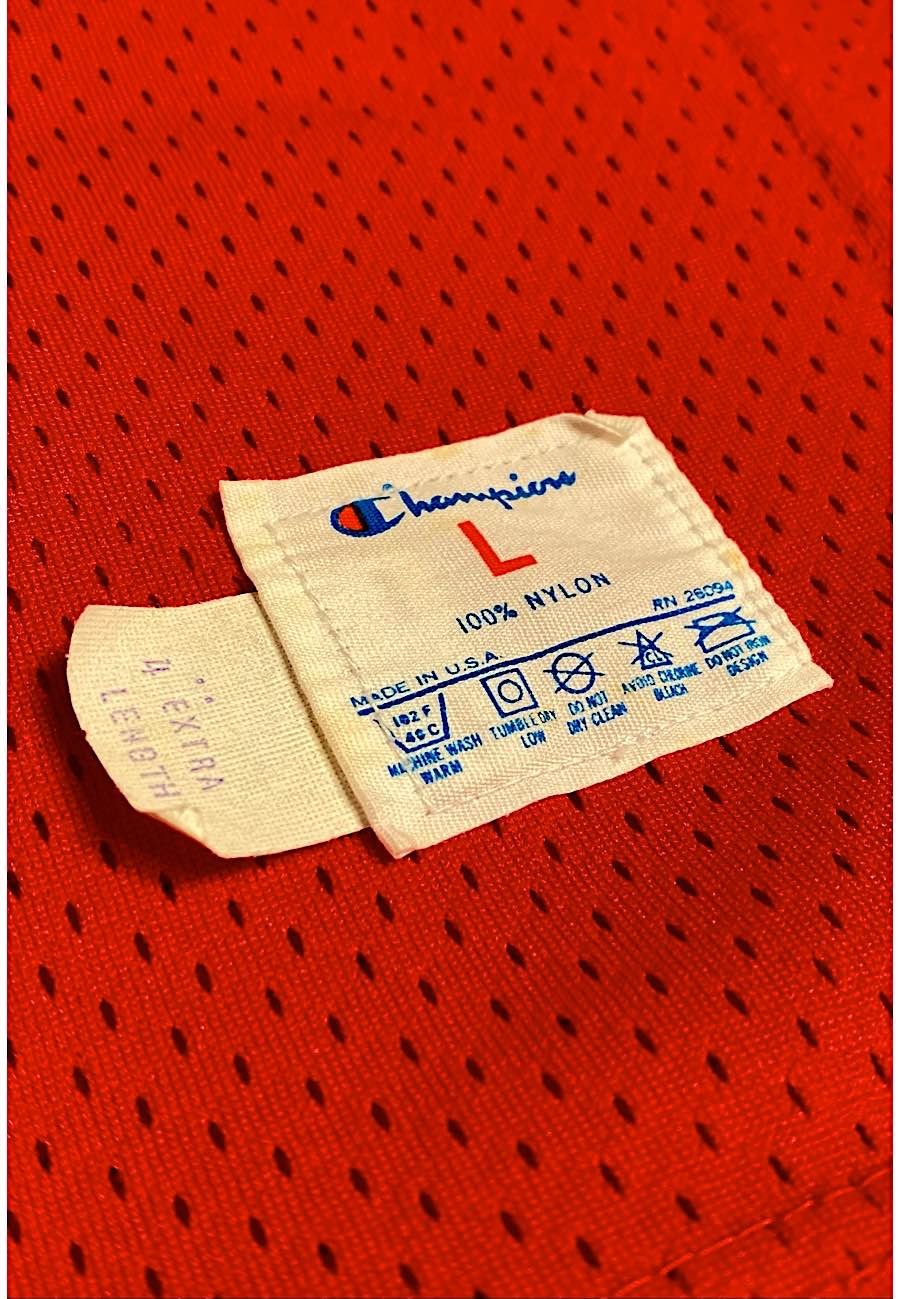 Champion
L
100% NYLON
RN 26094
MADE IN U.S.A.
102 F
40 C
CL
MACHINE WASH
WARM
TUMBLE DRY
LOW
DO NOT
DRY CLEAN
AVOID CHLORINE
BLEACH
DO NOT IRON
DESIGN
4 "EXTRA
LENGTH